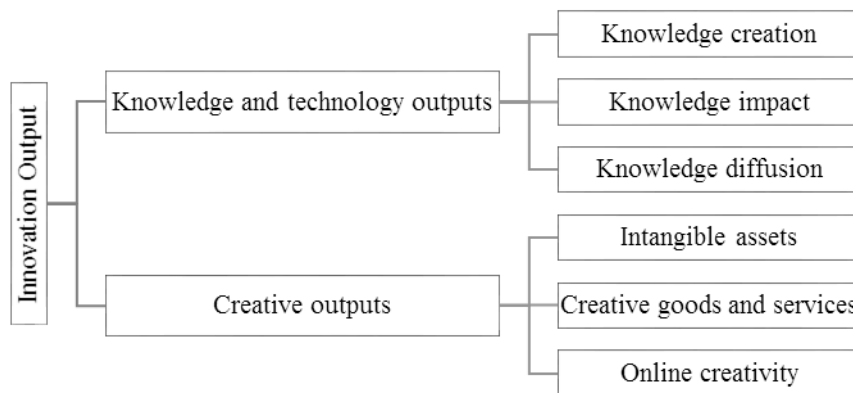 Innovation Output
Knowledge and technology outputs
Knowledge creation
Knowledge impact
Knowledge diffusion
Creative outputs
Intangible assets
Creative goods and services
Online creativity